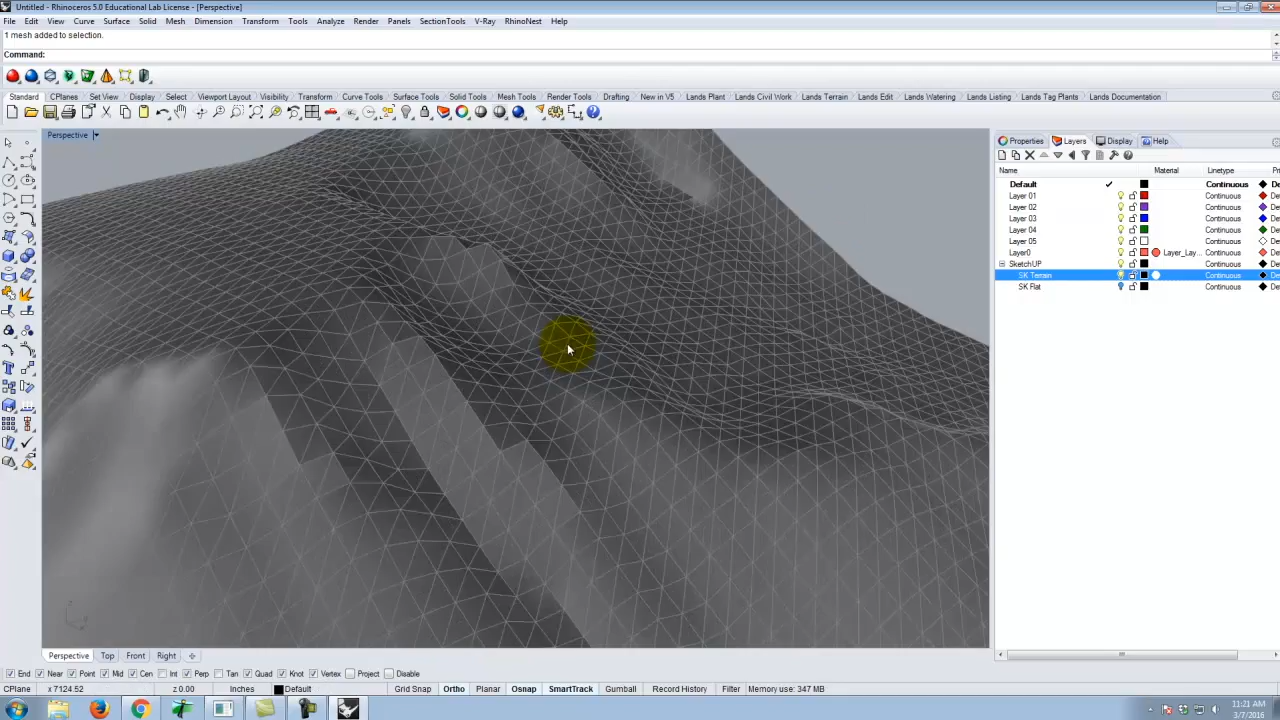 Untitled - Rhinoceros 5.0 Educational Lab License - [Perspective]
File Edit View Curve Surface Solid Mesh Dimension Transform Tools Analyze Render Panels SectionTools V-Ray RhinoNest Help
1 mesh added to selection.
Command:
Standard CPlanes Set View Display Select Viewport Layout Visibility Transform Curve Tools Surface Tools Solid Tools Mesh Tools Render Tools Drafting New in V5 Lands Plant Lands Civil Work Lands Terrain Lands Edit Lands Watering Lands Listing Lands Tag Plants Lands Documentation
Perspective
Properties Layers Display Help
Name Material Linetype
Default Continuous
Layer 01 Continuous
Layer 02 Continuous
Layer 03 Continuous
Layer 04 Continuous
Layer 05 Continuous
Layer0 Layer_Lay... Continuous
SketchUP Continuous
SK Terrain Continuous
SK Flat Continuous
z
Perspective Top Front Right
End Near Point Mid Cen Int Perp Tan Quad Knot Vertex Project Disable
CPlane x 7124.52 z 0.00 Inches Default Grid Snap Ortho Planar Osnap SmartTrack Gumball Record History Filter Memory use: 347 MB
11:21 AM
3/7/2016